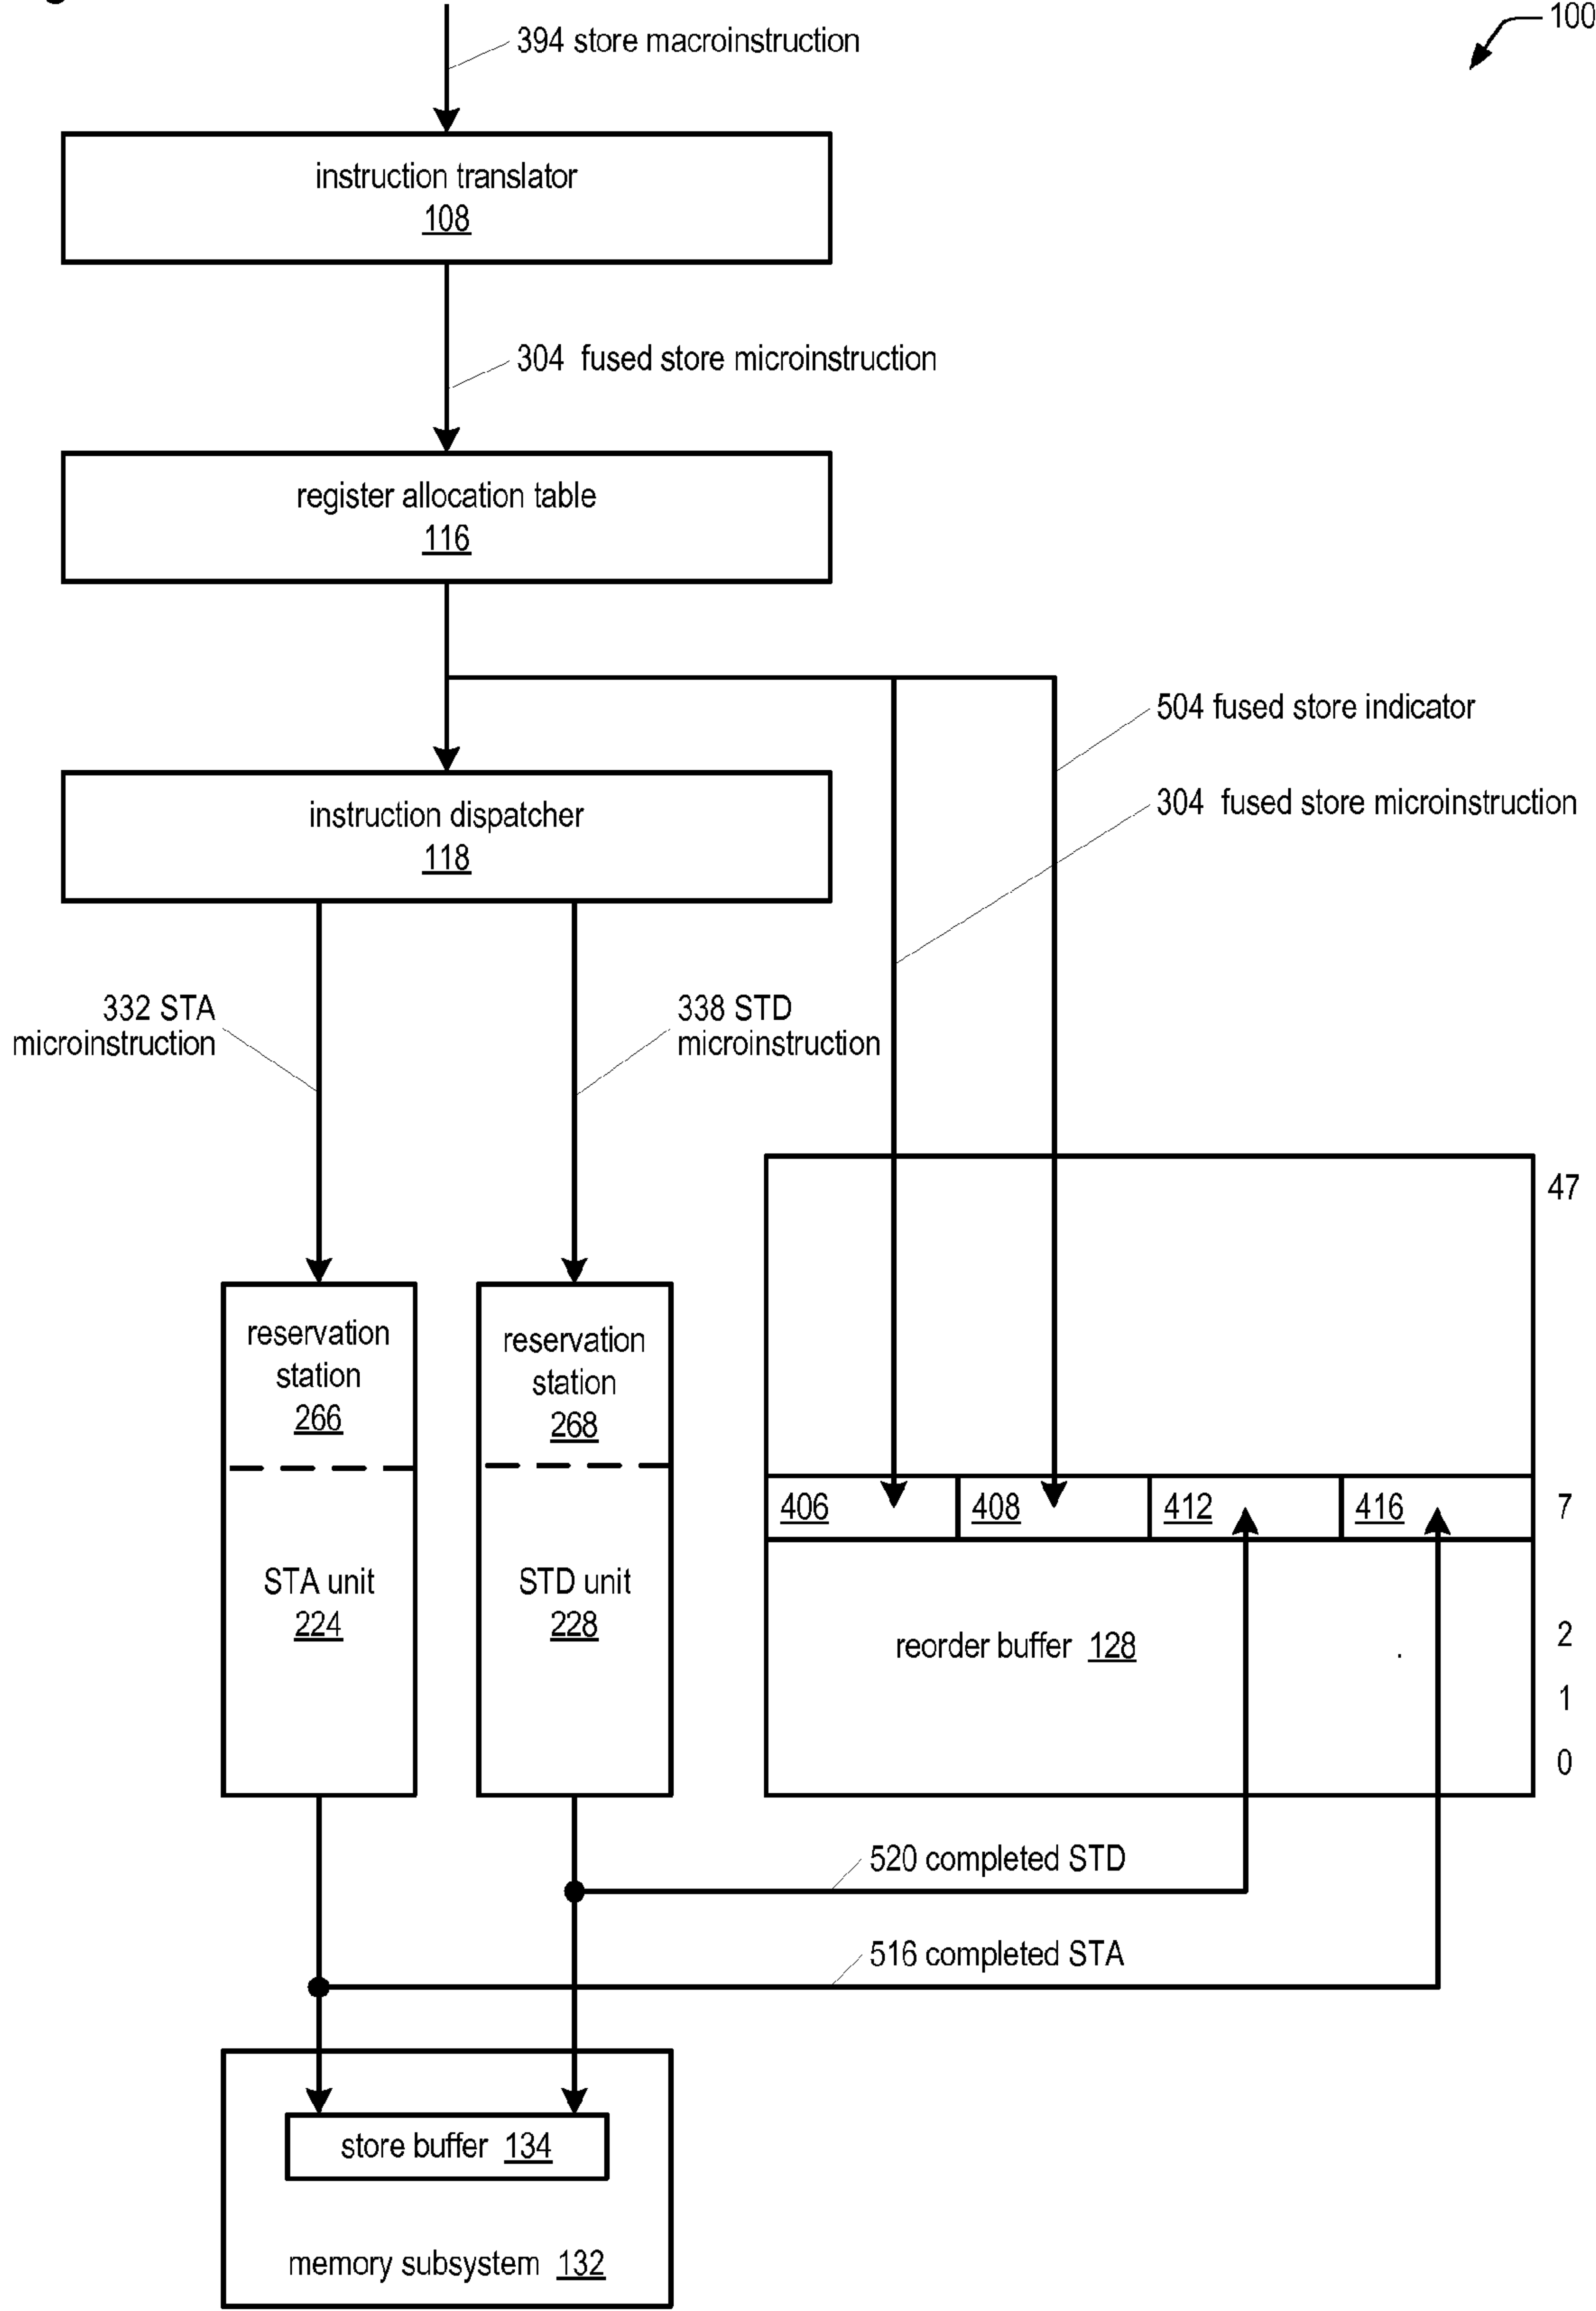 100
394 store macroinstruction
instruction translator
108
304 fused store microinstruction
register allocation table
116
504 fused store indicator
304 fused store microinstruction
instruction dispatcher
118
332 STA
microinstruction
338 STD
microinstruction
47
reservation
station
266
reservation
station
268
406 408 412 416 7
STA unit
224
STD unit
228
reorder buffer 128
2
1
0
520 completed STD
516 completed STA
store buffer 134
memory subsystem 132